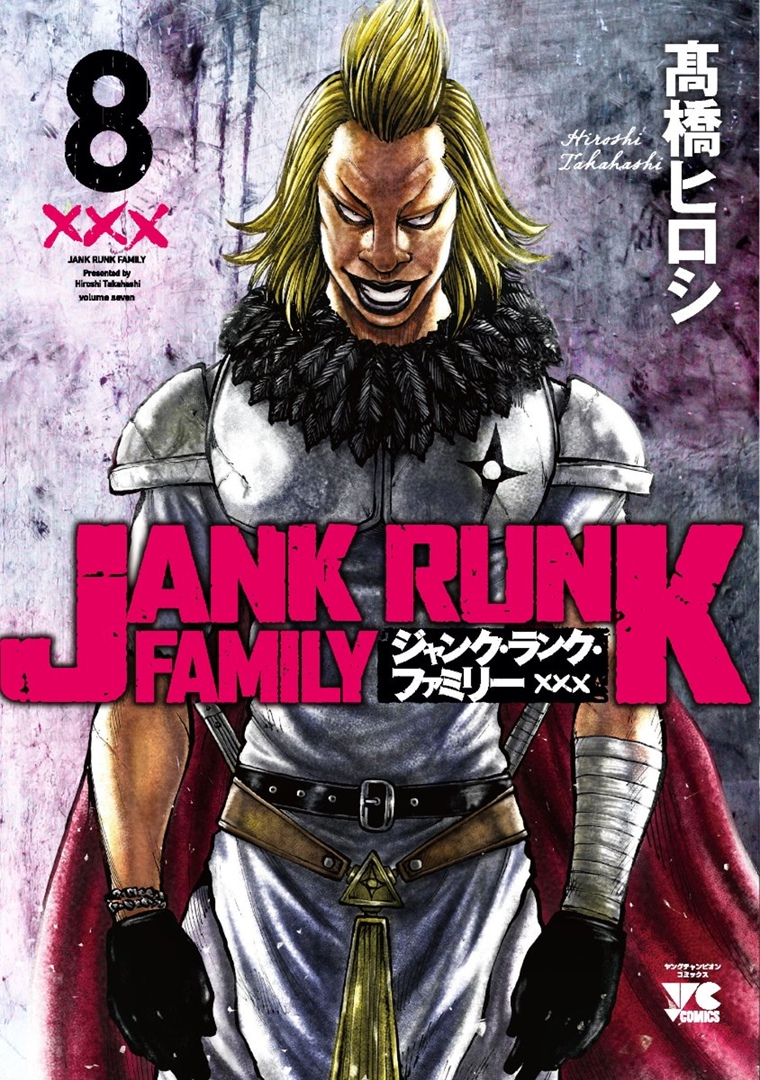 8
xxx
JANK RUNK FAMILY
Presented by
Hiroshi Takahashi
volume seven
髙橋ヒロシ
Hiroshi
Takahashi
JANK RUNK
FAMILY
ジャンク・ランク・
ファミリー xxx
ヤングチャンピオン
コミックス
YC
COMICS